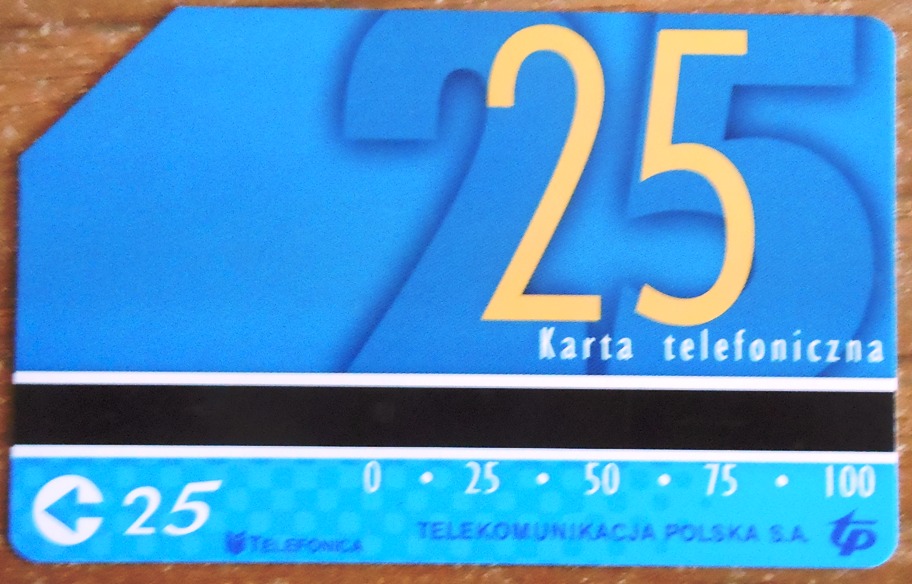 25
Karta telefoniczna
0 • 25 • 50 • 75 • 100
25
TELEFONICA
TELEKOMUNIKACJA POLSKA S.A.
tp